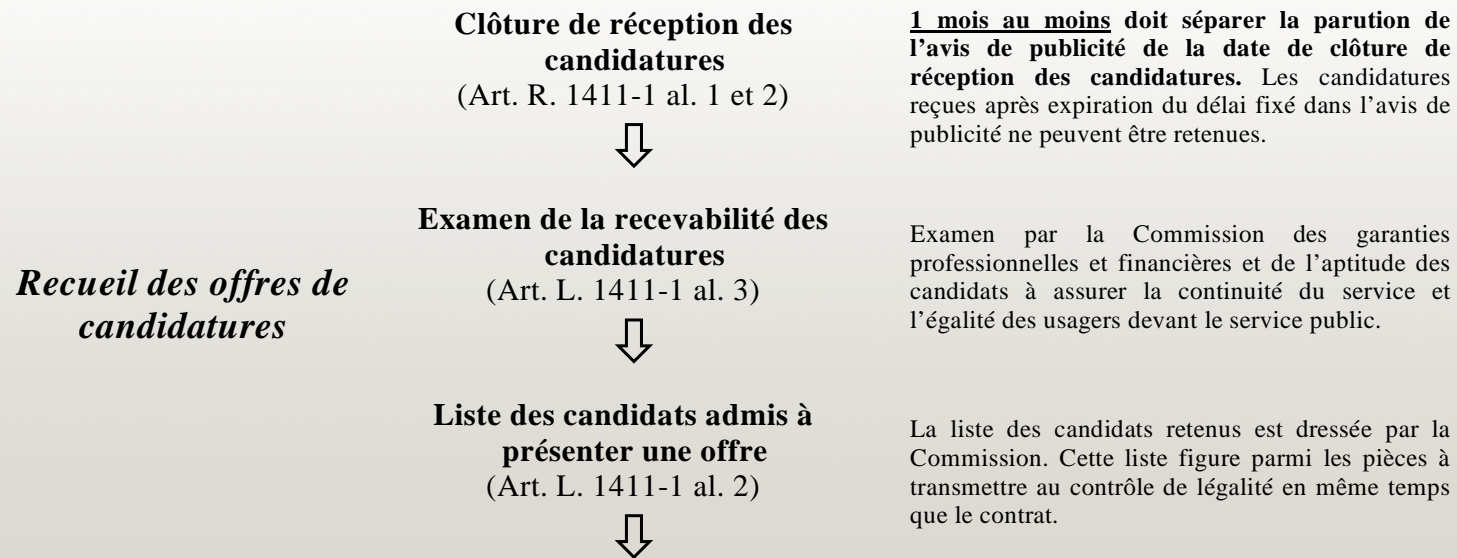 Recueil des offres de
candidatures
Clôture de réception des
candidatures
(Art. R. 1411-1 al. 1 et 2)
1 mois au moins doit séparer la parution de
l'avis de publicité de la date de clôture de
réception des candidatures. Les candidatures
reçues après expiration du délai fixé dans l'avis de
publicité ne peuvent être retenues.
Examen de la recevabilité des
candidatures
(Art. L. 1411-1 al. 3)
Examen par la Commission des garanties
professionnelles et financières et de l'aptitude des
candidats à assurer la continuité du service et
l'égalité des usagers devant le service public.
Liste des candidats admis à
présenter une offre
(Art. L. 1411-1 al. 2)
La liste des candidats retenus est dressée par la
Commission. Cette liste figure parmi les pièces à
transmettre au contrôle de légalité en même temps
que le contrat.